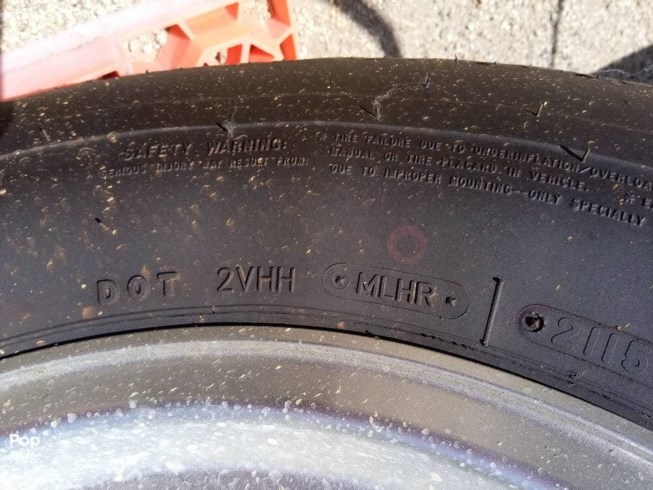 SAFETY WARNING:
SERIOUS INJURY MAY RESULT FROM:
* TIRE FAILURE DUE TO UNDERINFLATION/OVERLOA
MANUAL OR TIRE PLACARD IN VEHICLE.
DUE TO IMPROPER MOUNTING—ONLY SPECIALLY
DOT 2VHH MLHR 2115
Pop